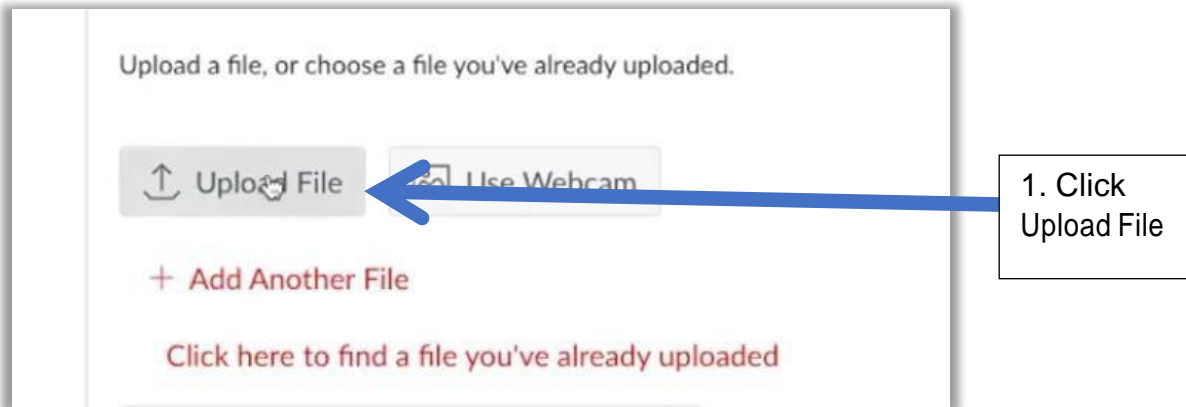 Upload a file, or choose a file you've already uploaded.
Upload File
Use Webcam
1. Click
Upload File
+ Add Another File
Click here to find a file you've already uploaded